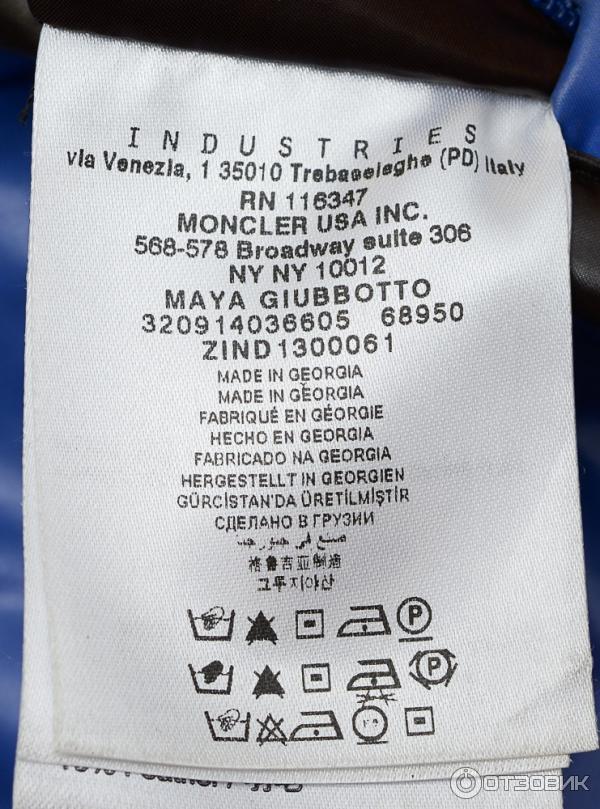 INDUSTRIES
via Venezia, 1 35010 Trebaseleghe (PD) Italy
RN 116347
MONCLER USA INC.
568-578 Broadway suite 306
NY NY 10012
MAYA GIUBBOTTO
320914036605 68950
ZIND1300061
MADE IN GEORGIA
MADE IN GEORGIA
FABRIQUÉ EN GÉORGIE
HECHO EN GEORGIA
FABRICADO NA GEORGIA
HERGESTELLT IN GEORGIEN
GÜRCİSTAN'DA ÜRETİLMİŞTİR
СДЕЛАНО В ГРУЗИИ
صنع في
格鲁吉亚制造
그루지야산
P
P
ОТЗОВИК